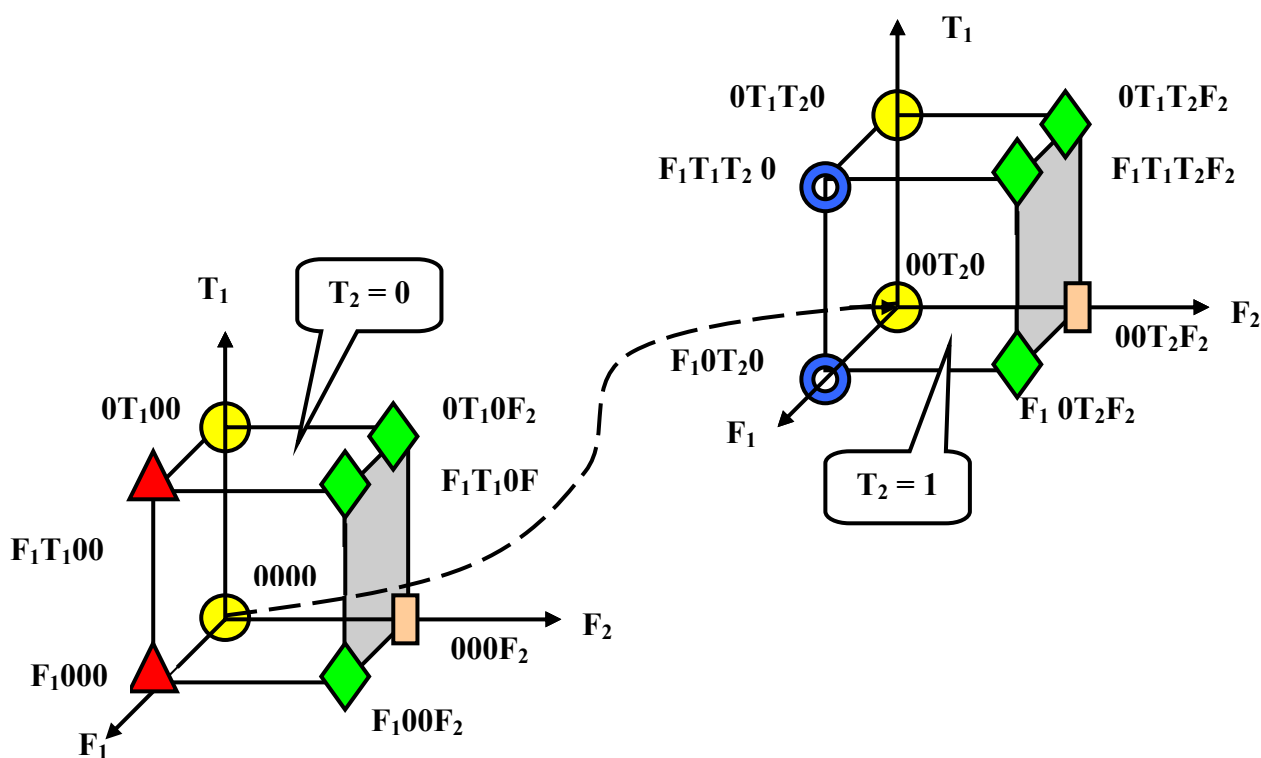 T₁
0T₁T₂0
0T₁T₂F₂
F₁T₁T₂ 0
F₁T₁T₂F₂
00T₂0
T₁
T₂ = 0
F₂
00T₂F₂
F₁0T₂0
0T₁00
0T₁0F₂
F₁
F₁ 0T₂F₂
F₁T₁0F
T₂ = 1
F₁T₁00
0000
F₂
000F₂
F₁000
F₁00F₂
F₁